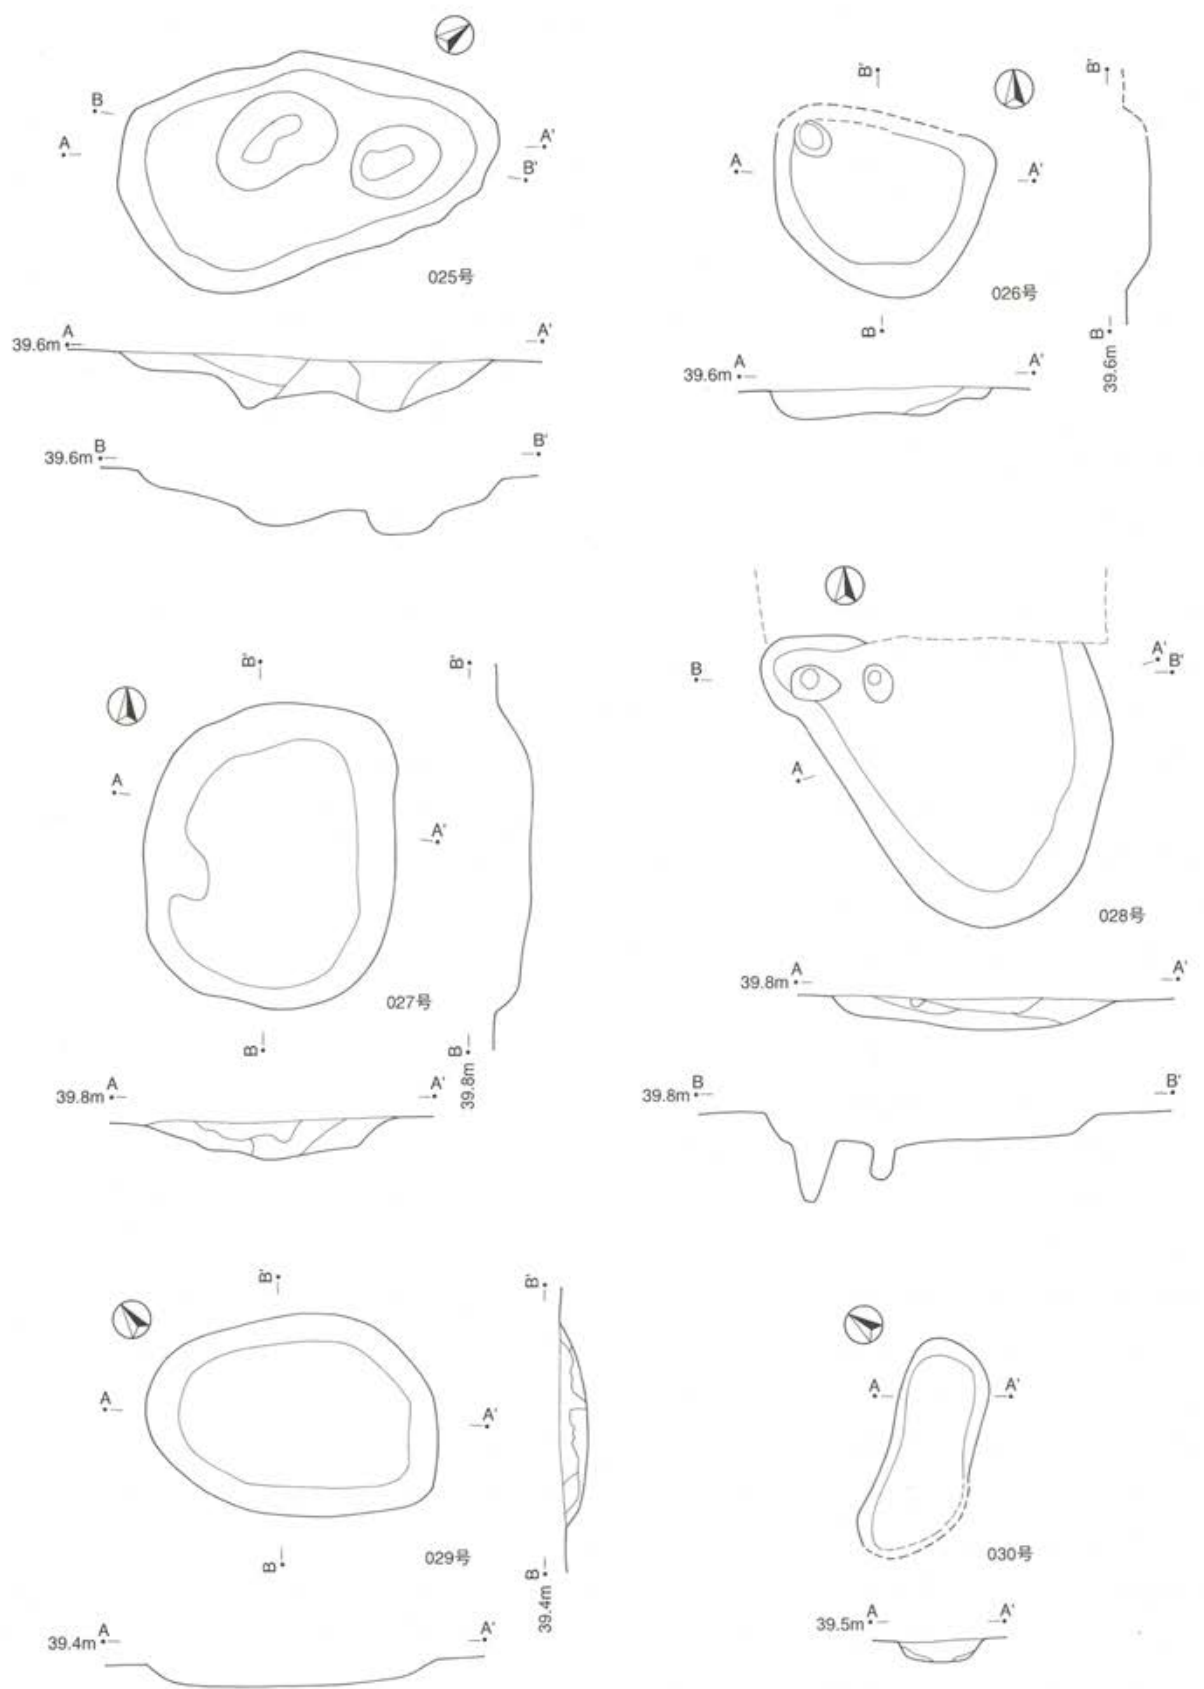 B
A
A'
B'
025号
39.6m A
A'
39.6m B
B'
B'
A
A'
B
026号
B'
B
39.6m
39.6m A
A'
B'
A
A'
B
027号
B'
B
39.8m
39.8m A
A'
B
A'
B'
A
028号
39.8m A
A'
39.8m B
B'
B'
A
A'
B
029号
B'
B
39.4m
39.4m A
A'
A
A'
030号
39.5m A
A'